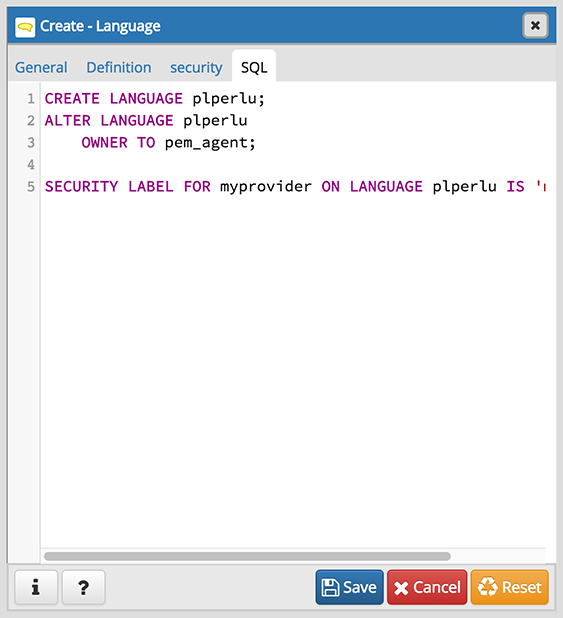 Create - Language
General Definition security SQL
1 CREATE LANGUAGE plperlu;
2 ALTER LANGUAGE plperlu
3 OWNER TO pem_agent;
4
5 SECURITY LABEL FOR myprovider ON LANGUAGE plperlu IS '
i ? Save Cancel Reset